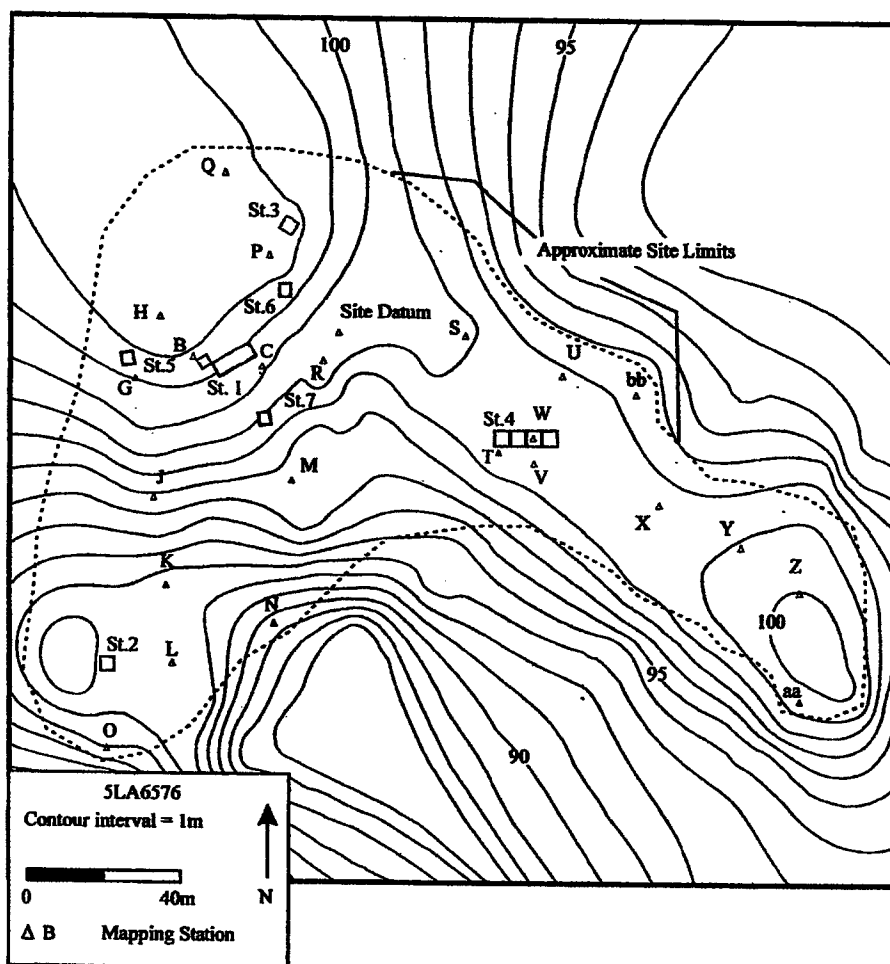 100
95
Q
St.3
P
Approximate Site Limits
St.6
H
Site Datum
S
B
St.5
C
R
U
G
St. 1
bb
St.7
St.4
W
T
V
J
M
X
Y
K
Z
N
100
St.2
L
95
aa
O
90
5LA6576
Contour interval = 1m
0 40m
N
Δ B Mapping Station